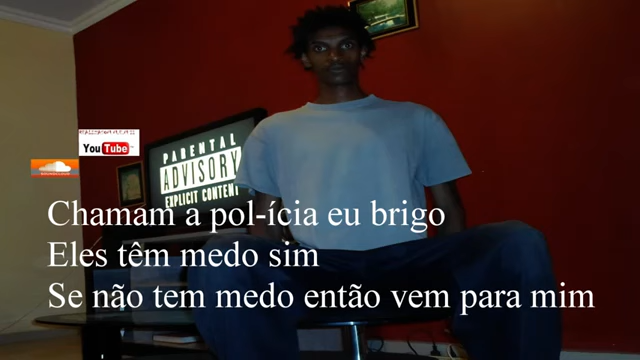 YouTube
PARENTAL
ADVISORY
EXPLICIT CONTENT
Chamam a pol-ícia eu brigo
Eles têm medo sim
Se não tem medo então vem para mim